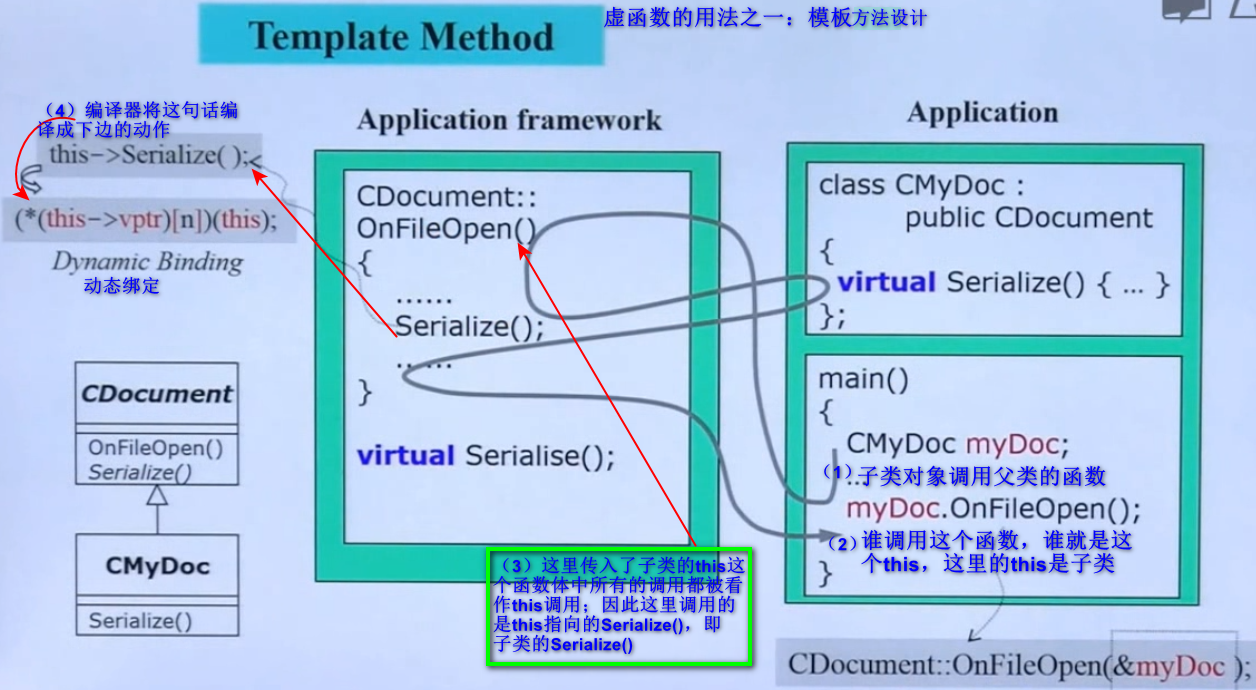 Template Method
虚函数的用法之一：模板方法设计
（4）编译器将这句话编
译成下边的动作
this->Serialize( );
(*(this->vptr)[n])(this);
Dynamic Binding
动态绑定
CDocument
OnFileOpen()
Serialize()
CMyDoc
Serialize()
Application framework
CDocument::
OnFileOpen()
{
......
Serialize();
......
}
virtual Serialise();
（3）这里传入了子类的this这
个函数体中所有的调用都被看
作this调用；因此这里调用的
是this指向的Serialize()，即
子类的Serialize()
Application
class CMyDoc :
public CDocument
{
virtual Serialize() { ... }
};
main()
{
CMyDoc myDoc;
...
（1）子类对象调用父类的函数
myDoc.OnFileOpen();
（2）谁调用这个函数，谁就是这
个this，这里的this是子类
}
CDocument::OnFileOpen(&myDoc );